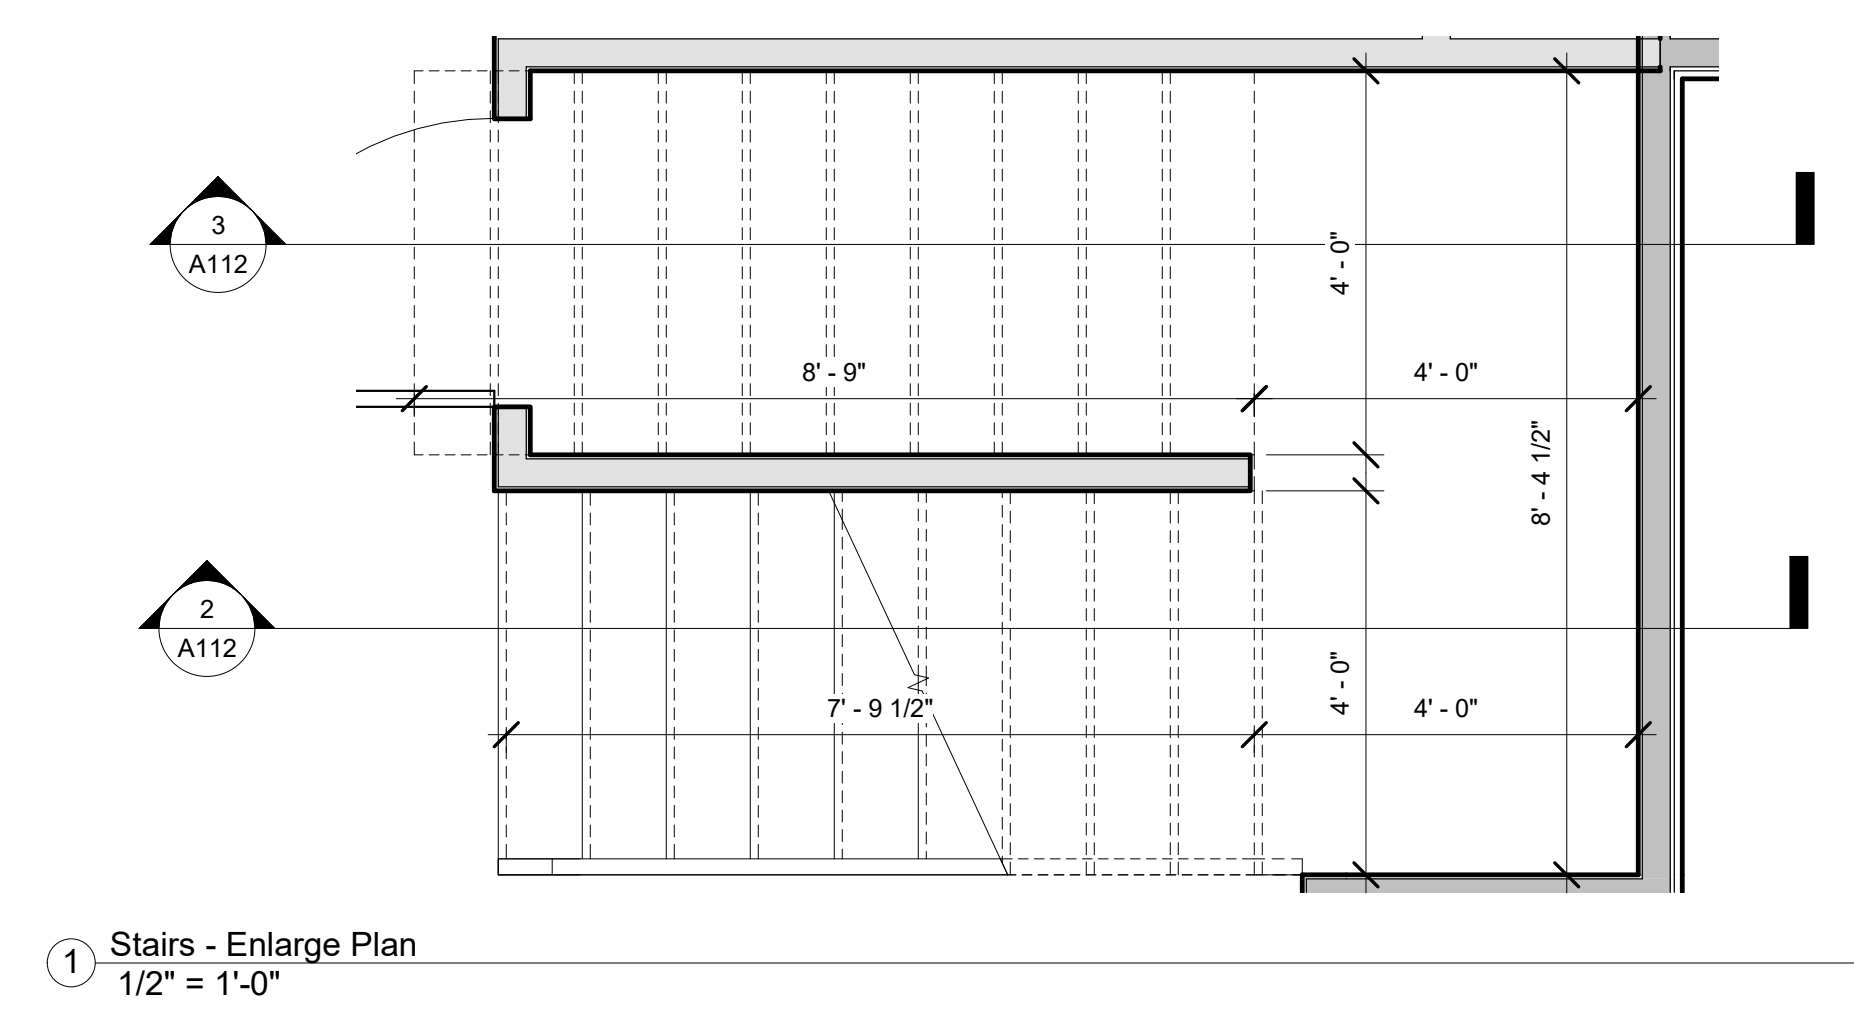 3
A112
4' - 0"
8' - 9"
4' - 0"
8' - 4 1/2"
2
A112
4' - 0"
7' - 9 1/2"
4' - 0"
1
Stairs - Enlarge Plan
1/2" = 1'-0"